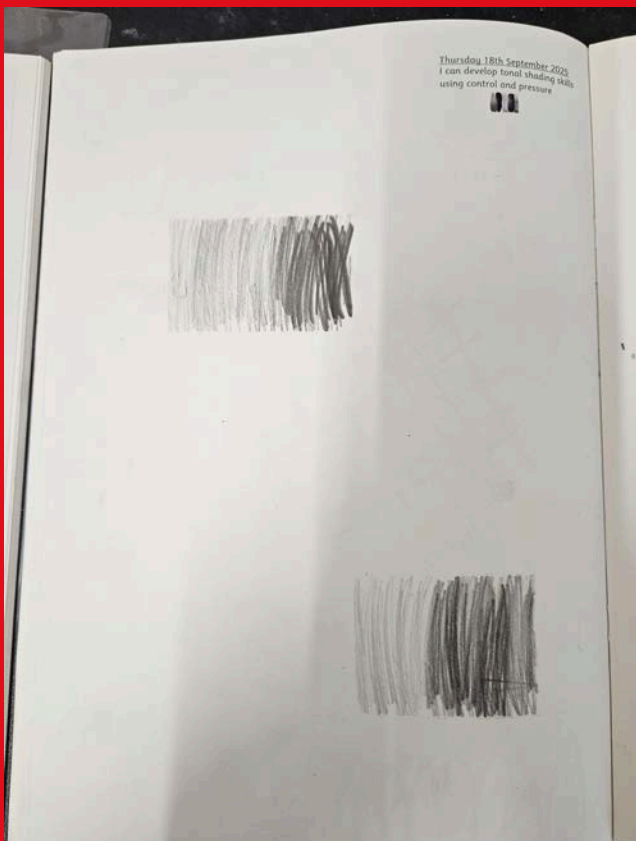 Thursday 18th September 2025
I can develop tonal shading skills
using control and pressure